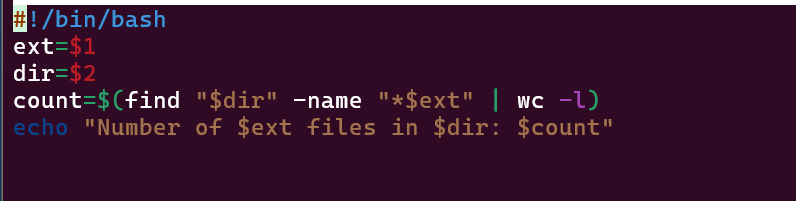 #!/bin/bash
ext=$1
dir=$2
count=$(find "$dir" -name "*$ext" | wc -l)
echo "Number of $ext files in $dir: $count"